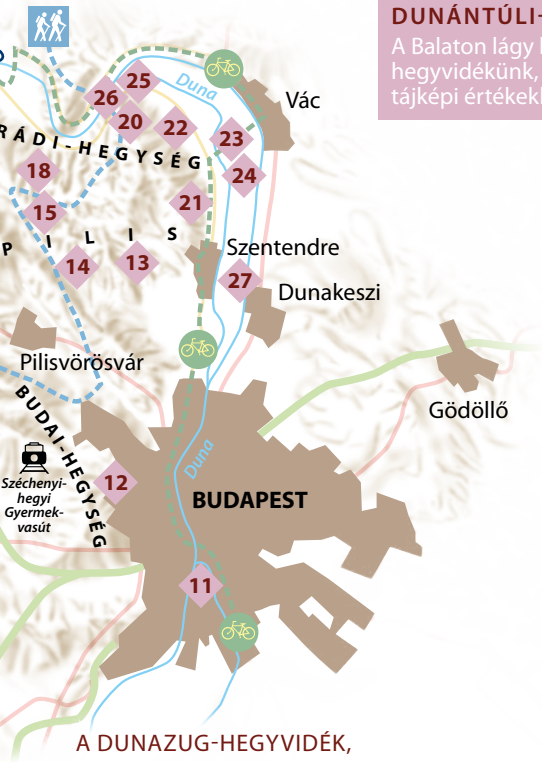 DUNÁNTÚLI-
A Balaton lágy
hegyvidékünk,
tájképi
Duna
25
26
Vác
20
22
23
RÁDI-HEGYSÉG
18
24
15
21
PILIS
Szentendre
14
13
27
Dunakeszi
Pilisvörösvár
Gödöllő
BUDAI-HEGYSÉG
Duna
Széchenyi-
hegyi
Gyermek-
vasút
12
BUDAPEST
11
A DUNAZUG-HEGYVIDÉK,